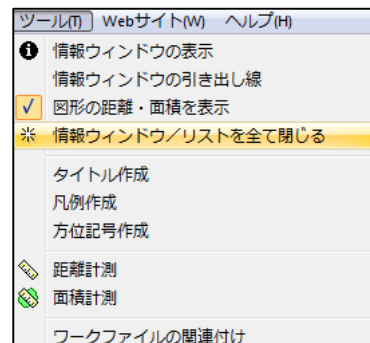 ツール(T) Webサイト(W) ヘルプ(H)
情報ウィンドウの表示
情報ウィンドウの引き出し線
図形の距離・面積を表示
情報ウィンドウ／リストを全て閉じる
タイトル作成
凡例作成
方位記号作成
距離計測
面積計測
ワークファイルの関連付け